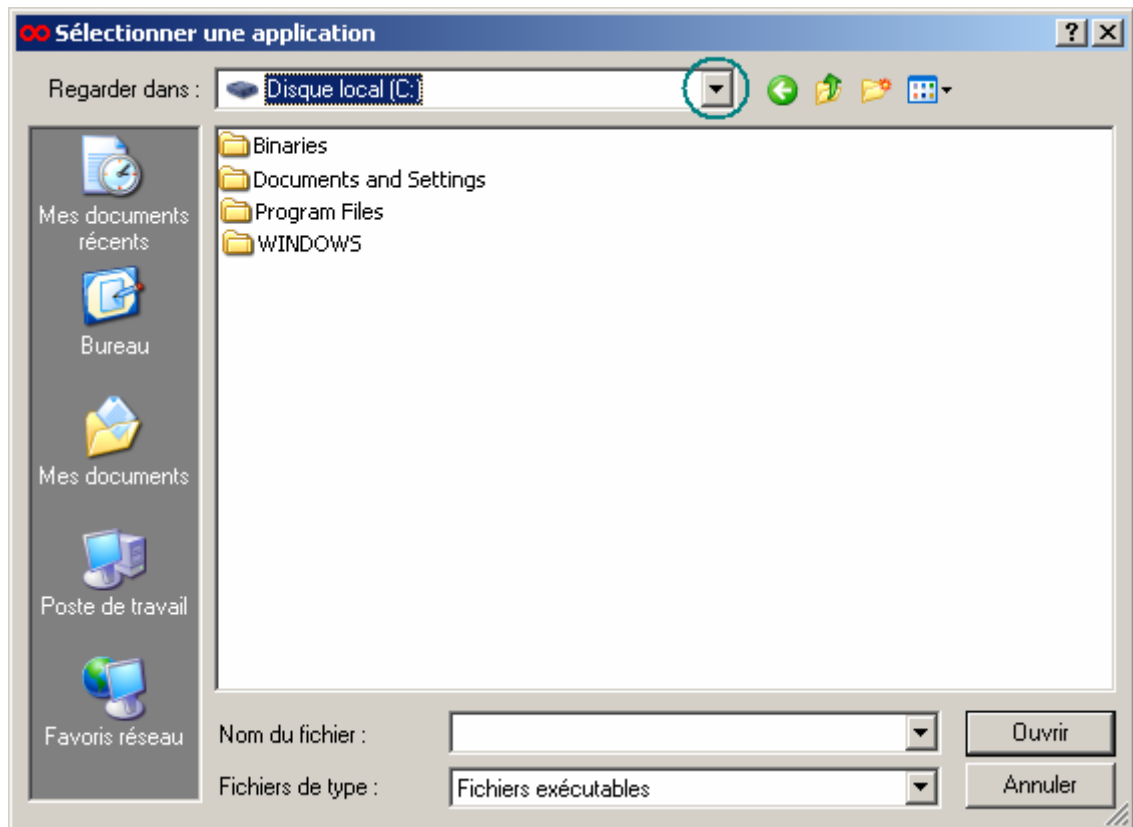 Sélectionner une application
Regarder dans :
Disque local (C:)
Binaries
Documents and Settings
Program Files
WINDOWS
Mes documents
récents
Bureau
Mes documents
Poste de travail
Favoris réseau
Nom du fichier :
Ouvrir
Fichiers de type :
Fichiers exécutables
Annuler